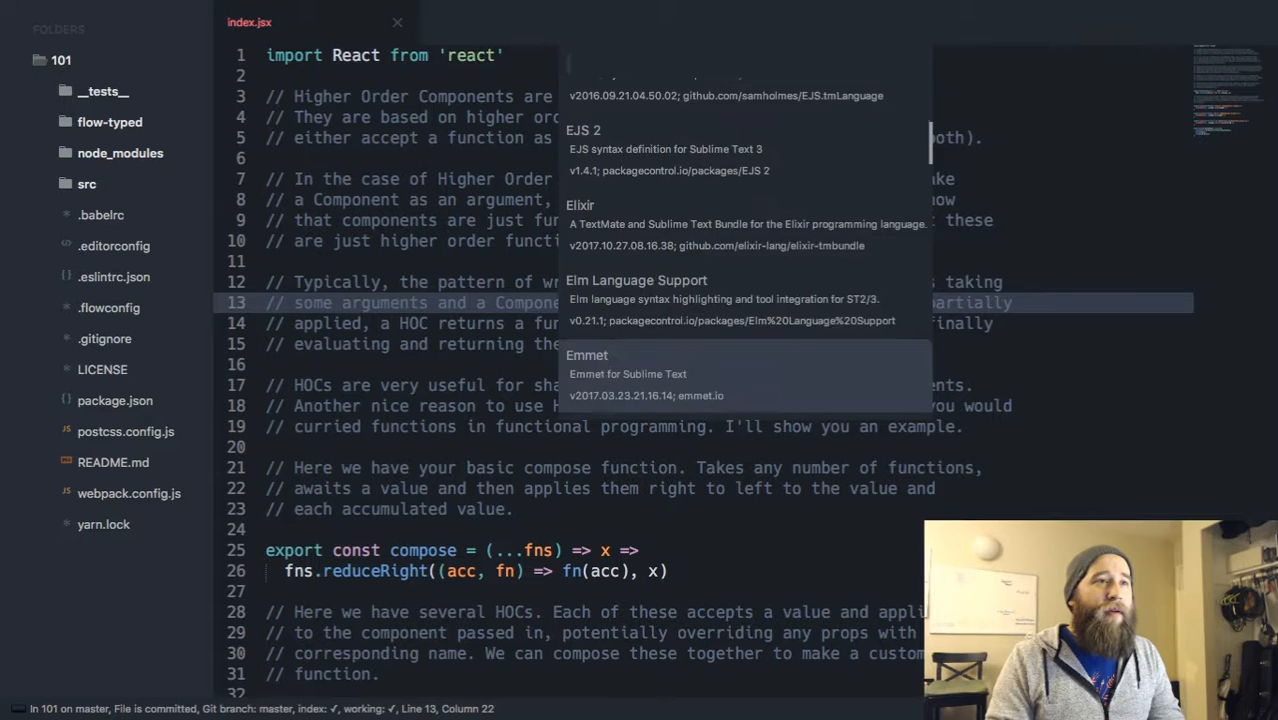 FOLDERS
101
__tests__
flow-typed
node_modules
src
.babelrc
.editorconfig
.eslintrc.json
.flowconfig
.gitignore
LICENSE
package.json
postcss.config.js
README.md
webpack.config.js
yarn.lock
index.jsx
1 import React from 'react'
2
3 // Higher Order Components are
4 // They are based on higher ord
5 // either accept a function as oth).
6
7 // In the case of Higher Order ke
8 // a Component as an argument, ow
9 // that components are just fun t these
10 // are just higher order functi
11
12 // Typically, the pattern of wr s taking
13 // some arguments and a Compone partially
14 // applied, a HOC returns a fun finally
15 // evaluating and returning the
16
17 // HOCs are very useful for sha ents.
18 // Another nice reason to use H you would
19 // curried functions in functional programming. I'll show you an example.
20
21 // Here we have your basic compose function. Takes any number of functions,
22 // awaits a value and then applies them right to left to the value and
23 // each accumulated value.
24
25 export const compose = (...fns) => x =>
26 fns.reduceRight((acc, fn) => fn(acc), x)
27
28 // Here we have several HOCs. Each of these accepts a value and appli
29 // to the component passed in, potentially overriding any props with
30 // corresponding name. We can compose these together to make a custom
31 // function.
32
v2016.09.21.04.50.02; github.com/samholmes/EJS.tmLanguage
EJS 2
EJS syntax definition for Sublime Text 3
v1.4.1; packagecontrol.io/packages/EJS 2
Elixir
A TextMate and Sublime Text Bundle for the Elixir programming language.
v2017.10.27.08.16.38; github.com/elixir-lang/elixir-tmbundle
Elm Language Support
Elm language syntax highlighting and tool integration for ST2/3.
v0.21.1; packagecontrol.io/packages/Elm%20Language%20Support
Emmet
Emmet for Sublime Text
v2017.03.23.21.16.14; emmet.io
In 101 on master, File is committed, Git branch: master, index: ✓, working: ✓, Line 13, Column 22